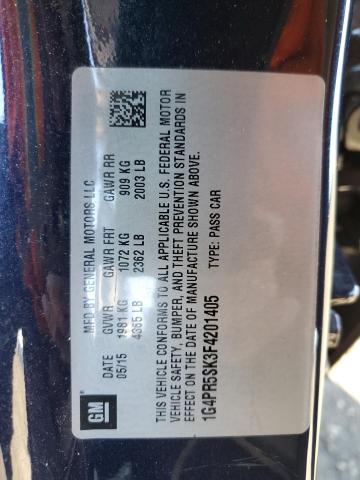 GM
MFD BY GENERAL MOTORS LLC
DATE GVWR GAWR FRT GAWR RR
05/15 1981 KG 1072 KG 909 KG
4365 LB 2362 LB 2003 LB
THIS VEHICLE CONFORMS TO ALL APPLICABLE U.S. FEDERAL MOTOR
VEHICLE SAFETY, BUMPER, AND THEFT PREVENTION STANDARDS IN
EFFECT ON THE DATE OF MANUFACTURE SHOWN ABOVE.
1G4PR5SK3F4201405 TYPE: PASS CAR